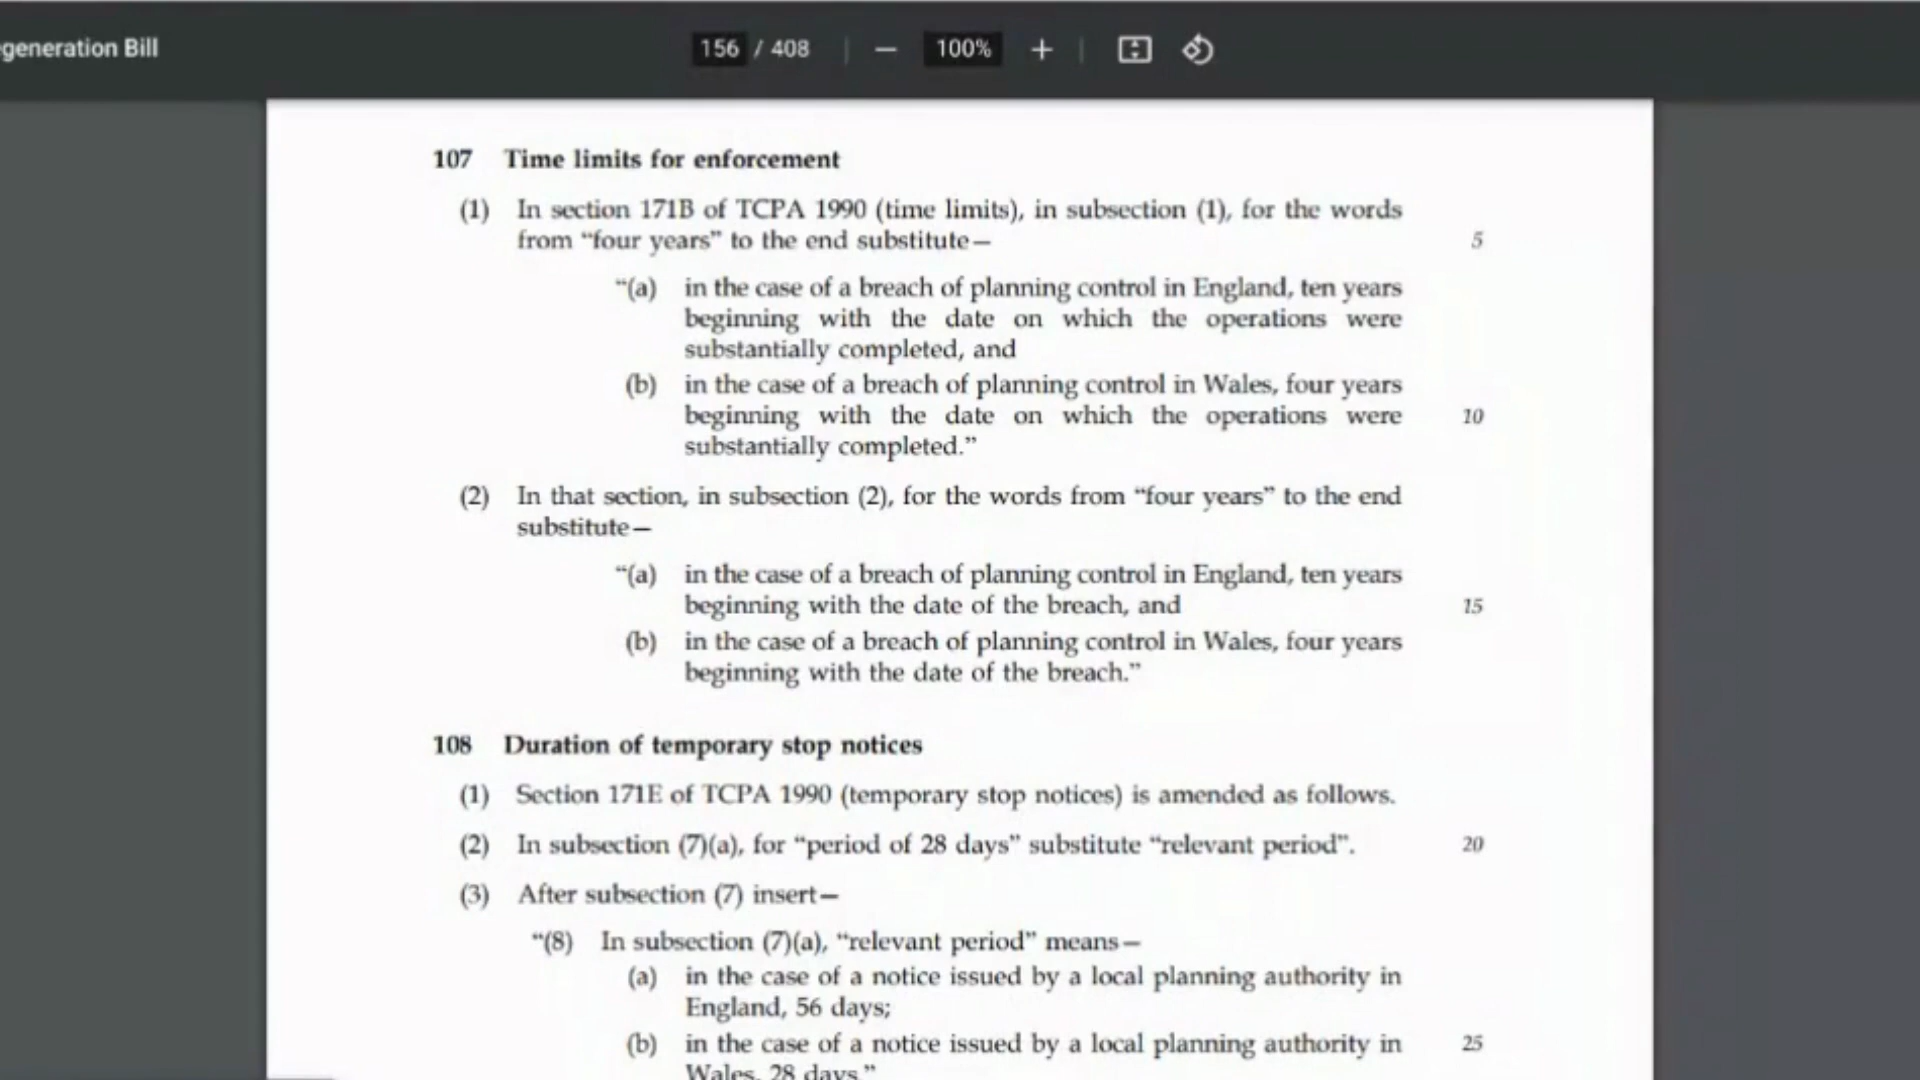 generation Bill
156 / 408 | − 100% + |
107 Time limits for enforcement
(1) In section 171B of TCPA 1990 (time limits), in subsection (1), for the words
from “four years” to the end substitute— 5
“(a) in the case of a breach of planning control in England, ten years
beginning with the date on which the operations were
substantially completed, and
(b) in the case of a breach of planning control in Wales, four years
beginning with the date on which the operations were 10
substantially completed.”
(2) In that section, in subsection (2), for the words from “four years” to the end
substitute—
“(a) in the case of a breach of planning control in England, ten years
beginning with the date of the breach, and 15
(b) in the case of a breach of planning control in Wales, four years
beginning with the date of the breach.”
108 Duration of temporary stop notices
(1) Section 171E of TCPA 1990 (temporary stop notices) is amended as follows.
(2) In subsection (7)(a), for “period of 28 days” substitute “relevant period”. 20
(3) After subsection (7) insert—
“(8) In subsection (7)(a), “relevant period” means—
(a) in the case of a notice issued by a local planning authority in
England, 56 days;
(b) in the case of a notice issued by a local planning authority in 25
Wales, 28 days.”